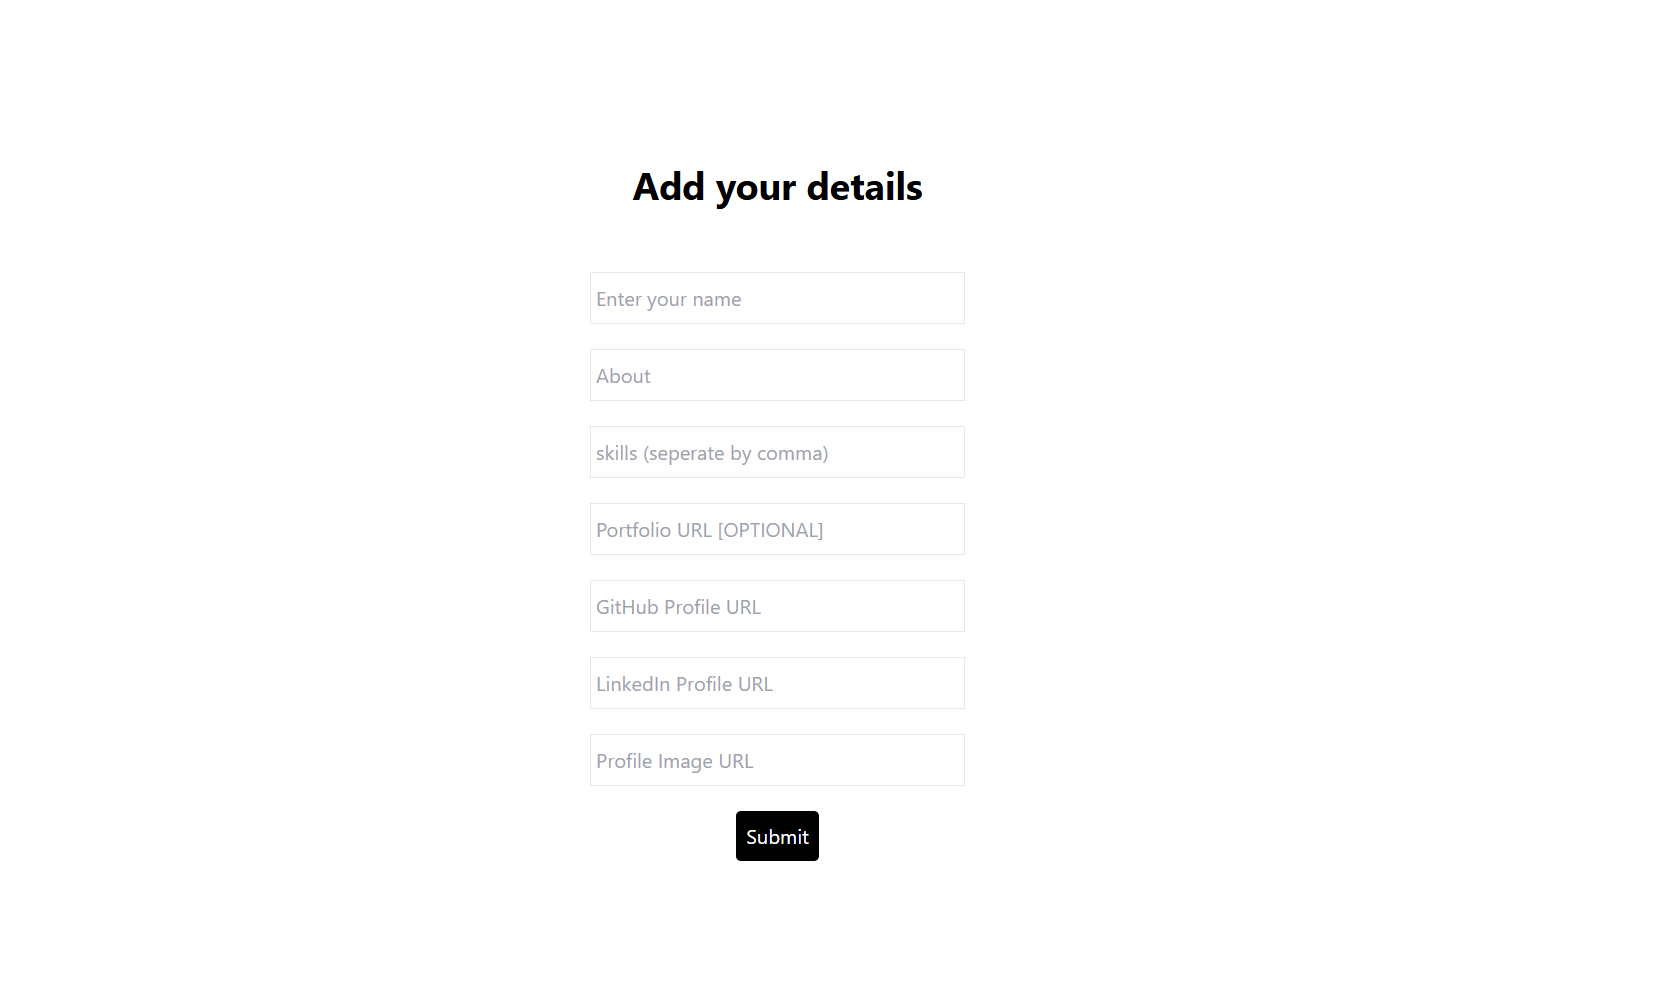 Add your details
Enter your name
About
skills (seperate by comma)
Portfolio URL [OPTIONAL]
GitHub Profile URL
LinkedIn Profile URL
Profile Image URL
Submit